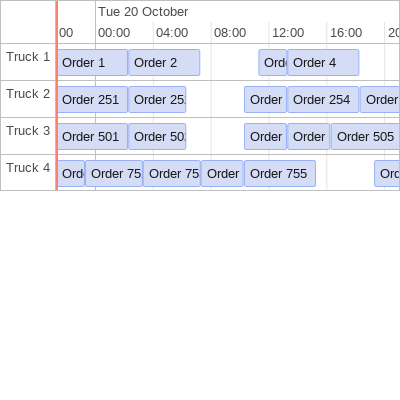 Tue 20 October
00 00:00 04:00 08:00 12:00 16:00 20
Truck 1 Order 1 Order 2 Ord Order 4
Truck 2 Order 251 Order 25 Order Order 254 Order
Truck 3 Order 501 Order 50 Order Order Order 505
Truck 4 Ord Order 75 Order 75 Order Order 755 Ord